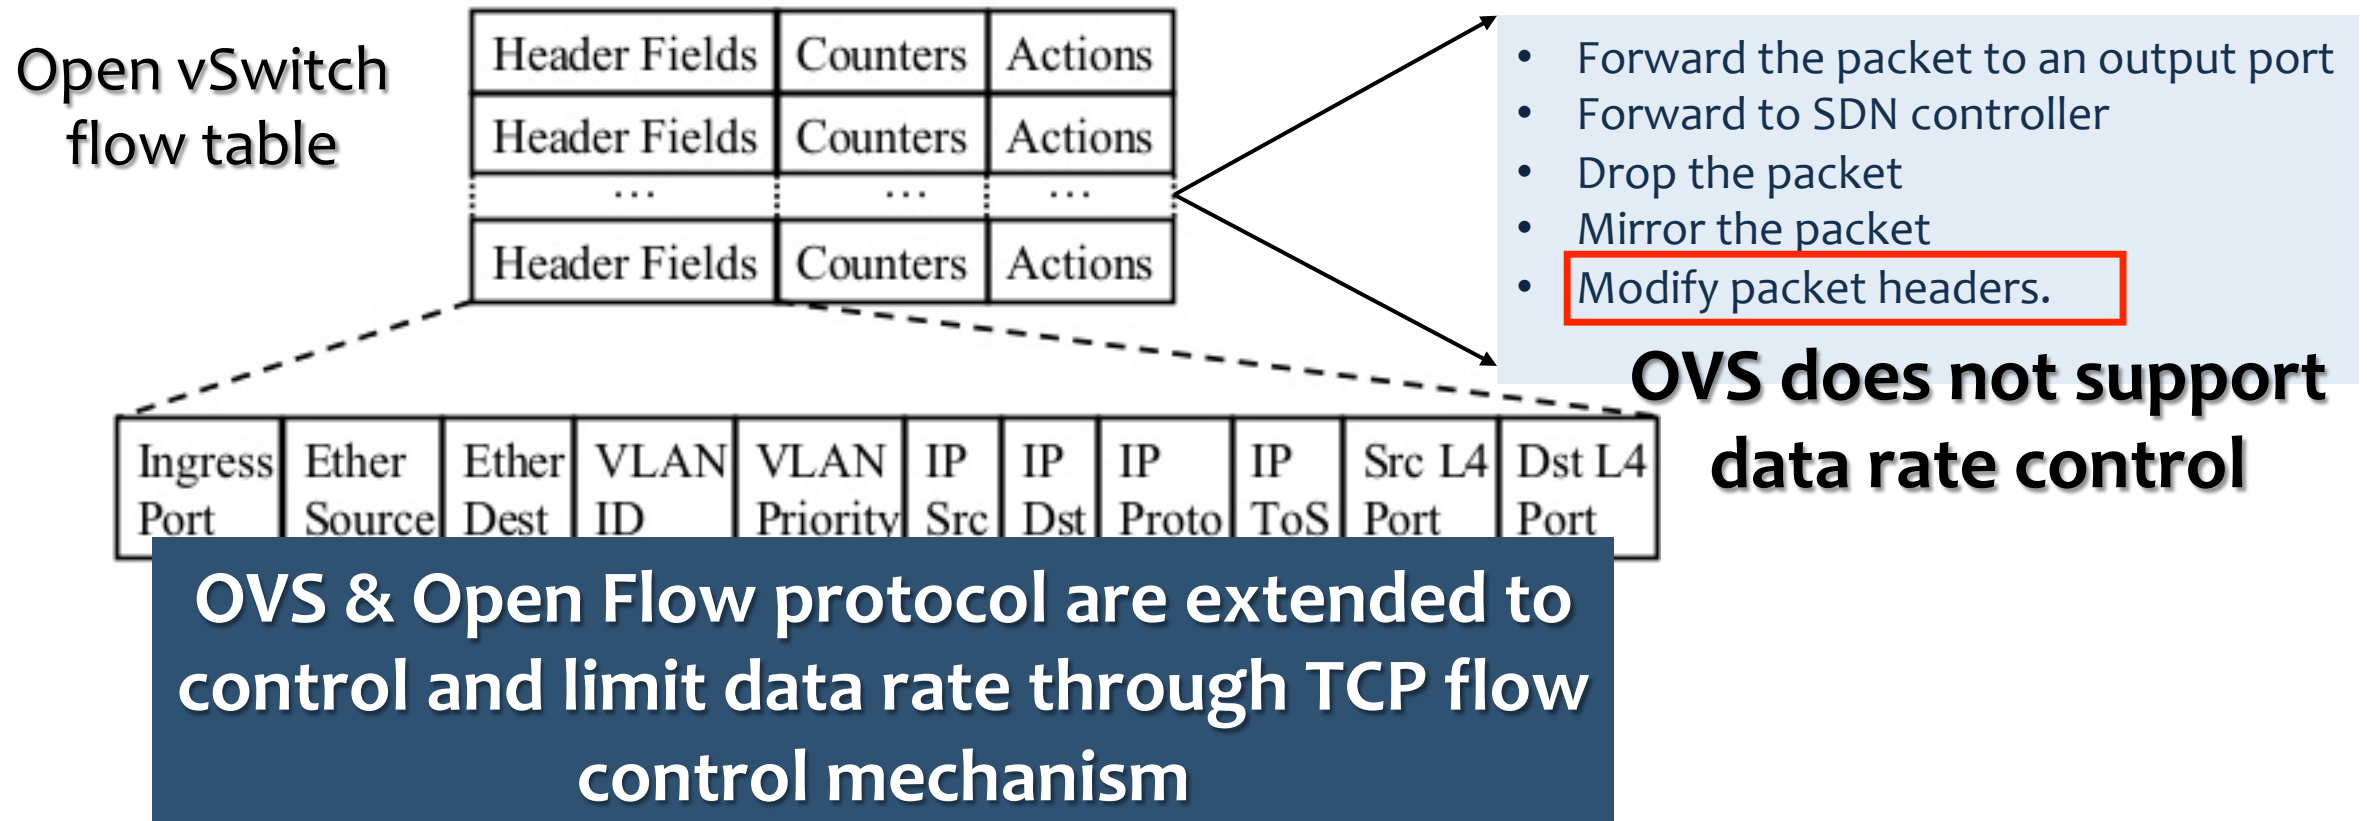 Open vSwitch
flow table
Header Fields Counters Actions
Header Fields Counters Actions
... ... ...
Header Fields Counters Actions
• Forward the packet to an output port
• Forward to SDN controller
• Drop the packet
• Mirror the packet
• Modify packet headers.
OVS does not support
data rate control
Ingress Ether Ether VLAN VLAN IP IP IP IP Src L4 Dst L4
Port Source Dest ID Priority Src Dst Proto ToS Port Port
OVS & Open Flow protocol are extended to
control and limit data rate through TCP flow
control mechanism